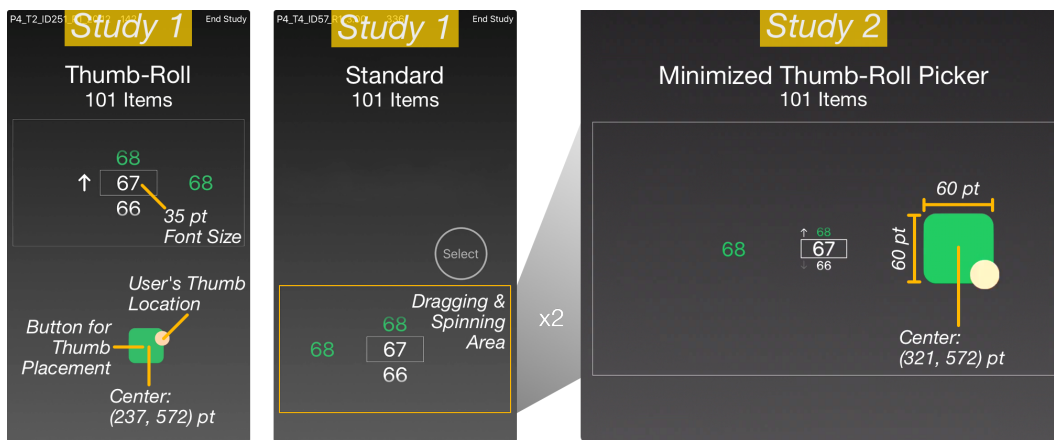 End Study
Study 1
Thumb-Roll
101 Items
68
↑ 67 68
66
35 pt
Font Size
User's Thumb
Location
Button for
Thumb
Placement
Center:
(237, 572) pt
End Study
Study 1
Standard
101 Items
Select
Dragging &
Spinning
Area
68
68 67
66
x2
Study 2
Minimized Thumb-Roll Picker
101 Items
60 pt
60 pt
↑ 68
68 67
↓ 66
Center:
(321, 572) pt